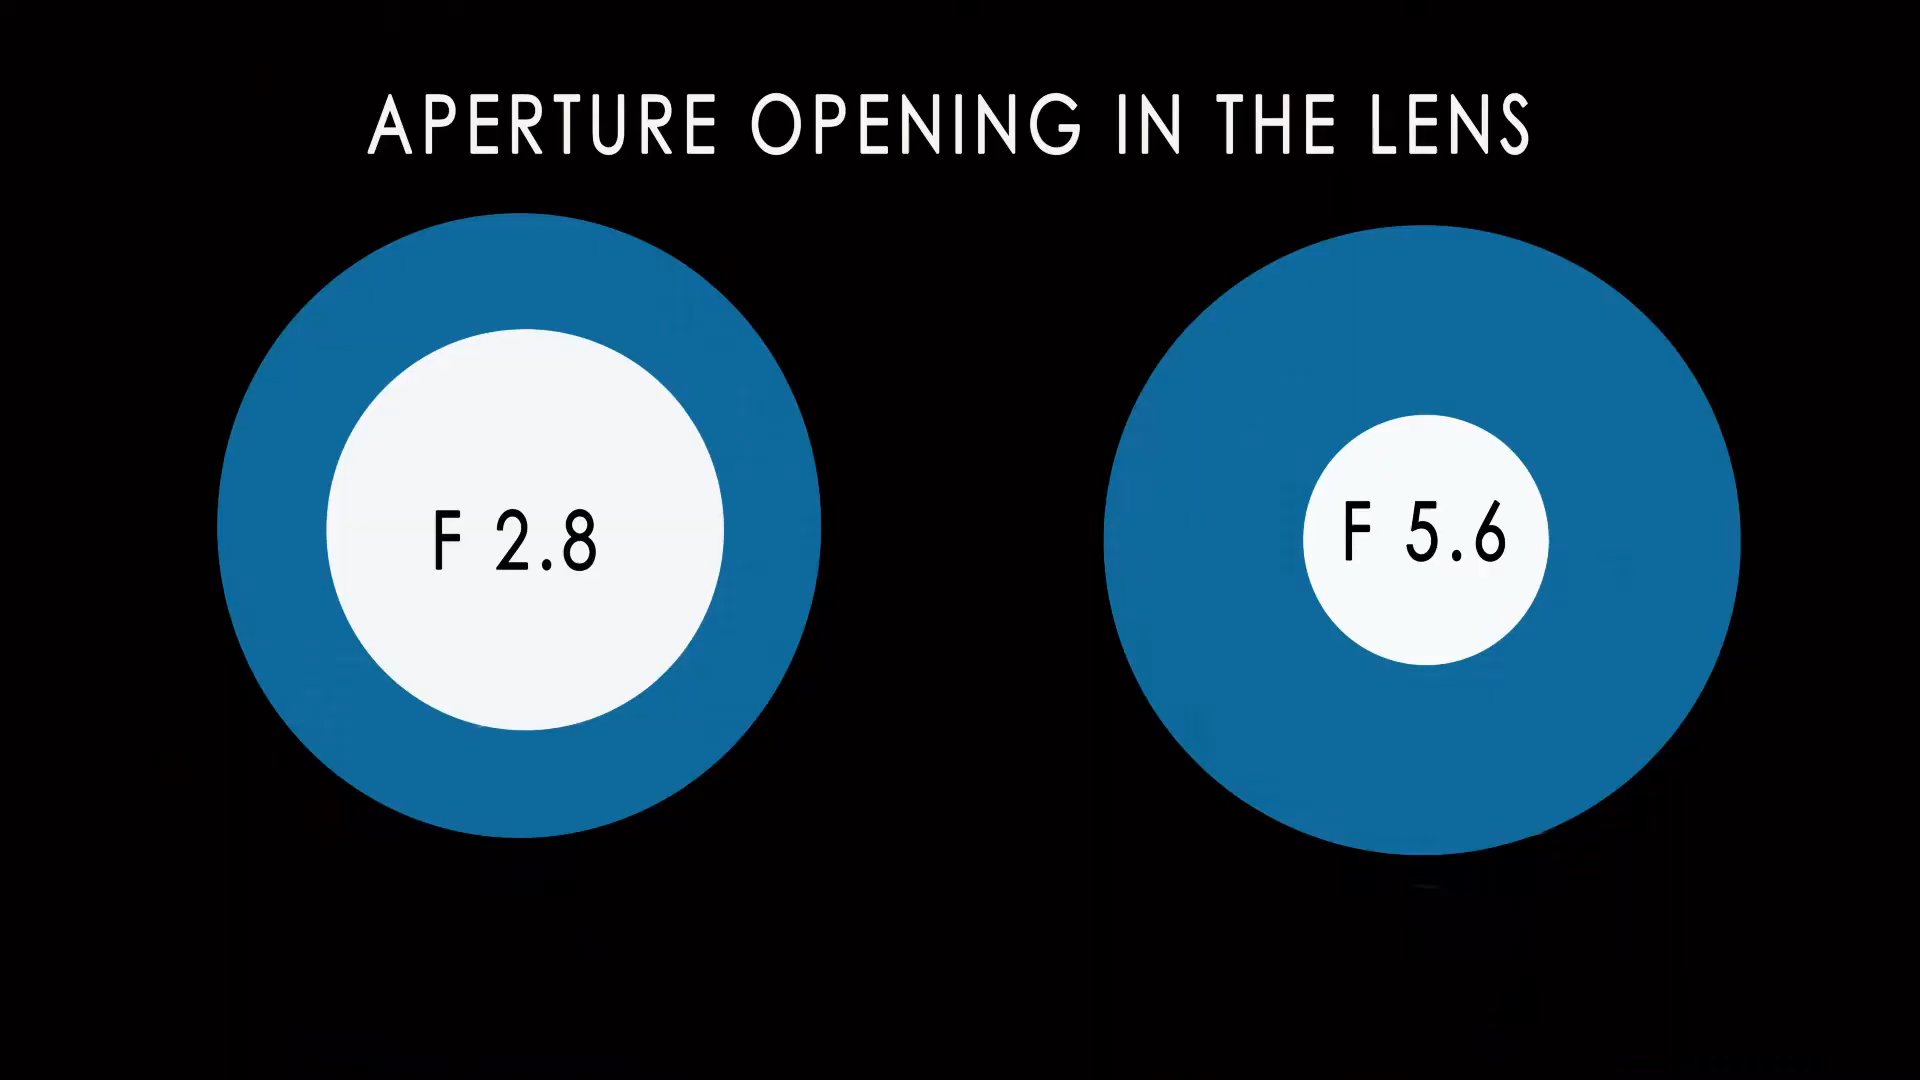 APERTURE OPENING IN THE LENS
F 2.8
F 5.6